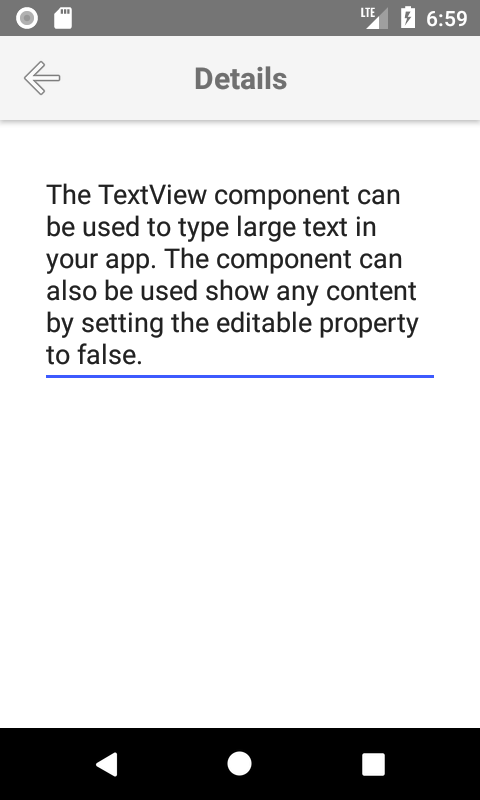 LTE 6:59
Details
The TextView component can
be used to type large text in
your app. The component can
also be used show any content
by setting the editable property
to false.